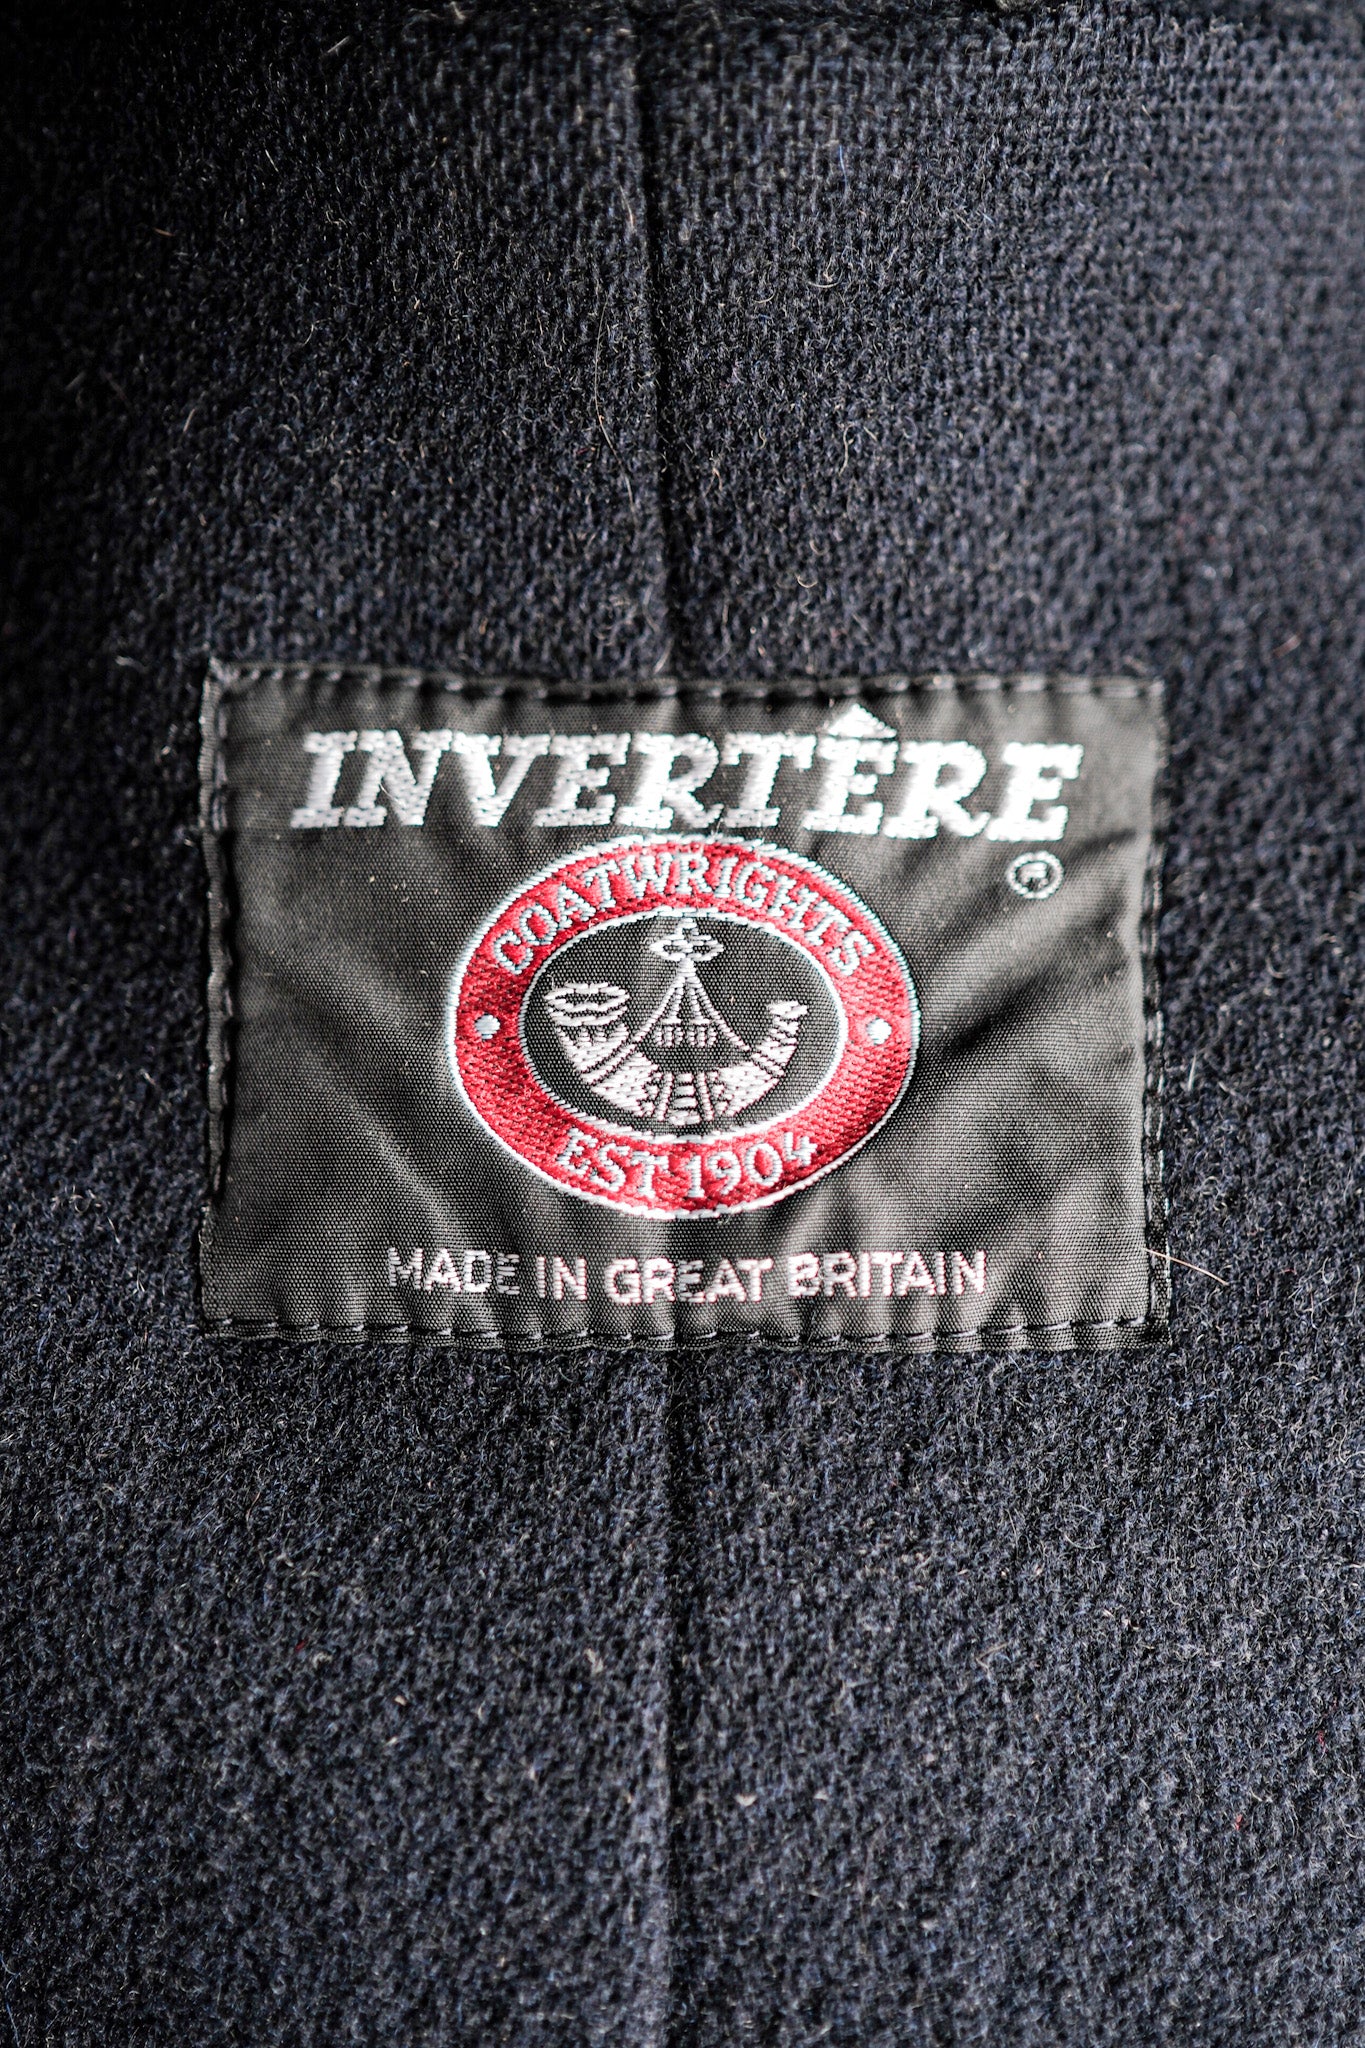 INVERTÊRE
®
COATWRIGHTS
EST 1904
MADE IN GREAT BRITAIN